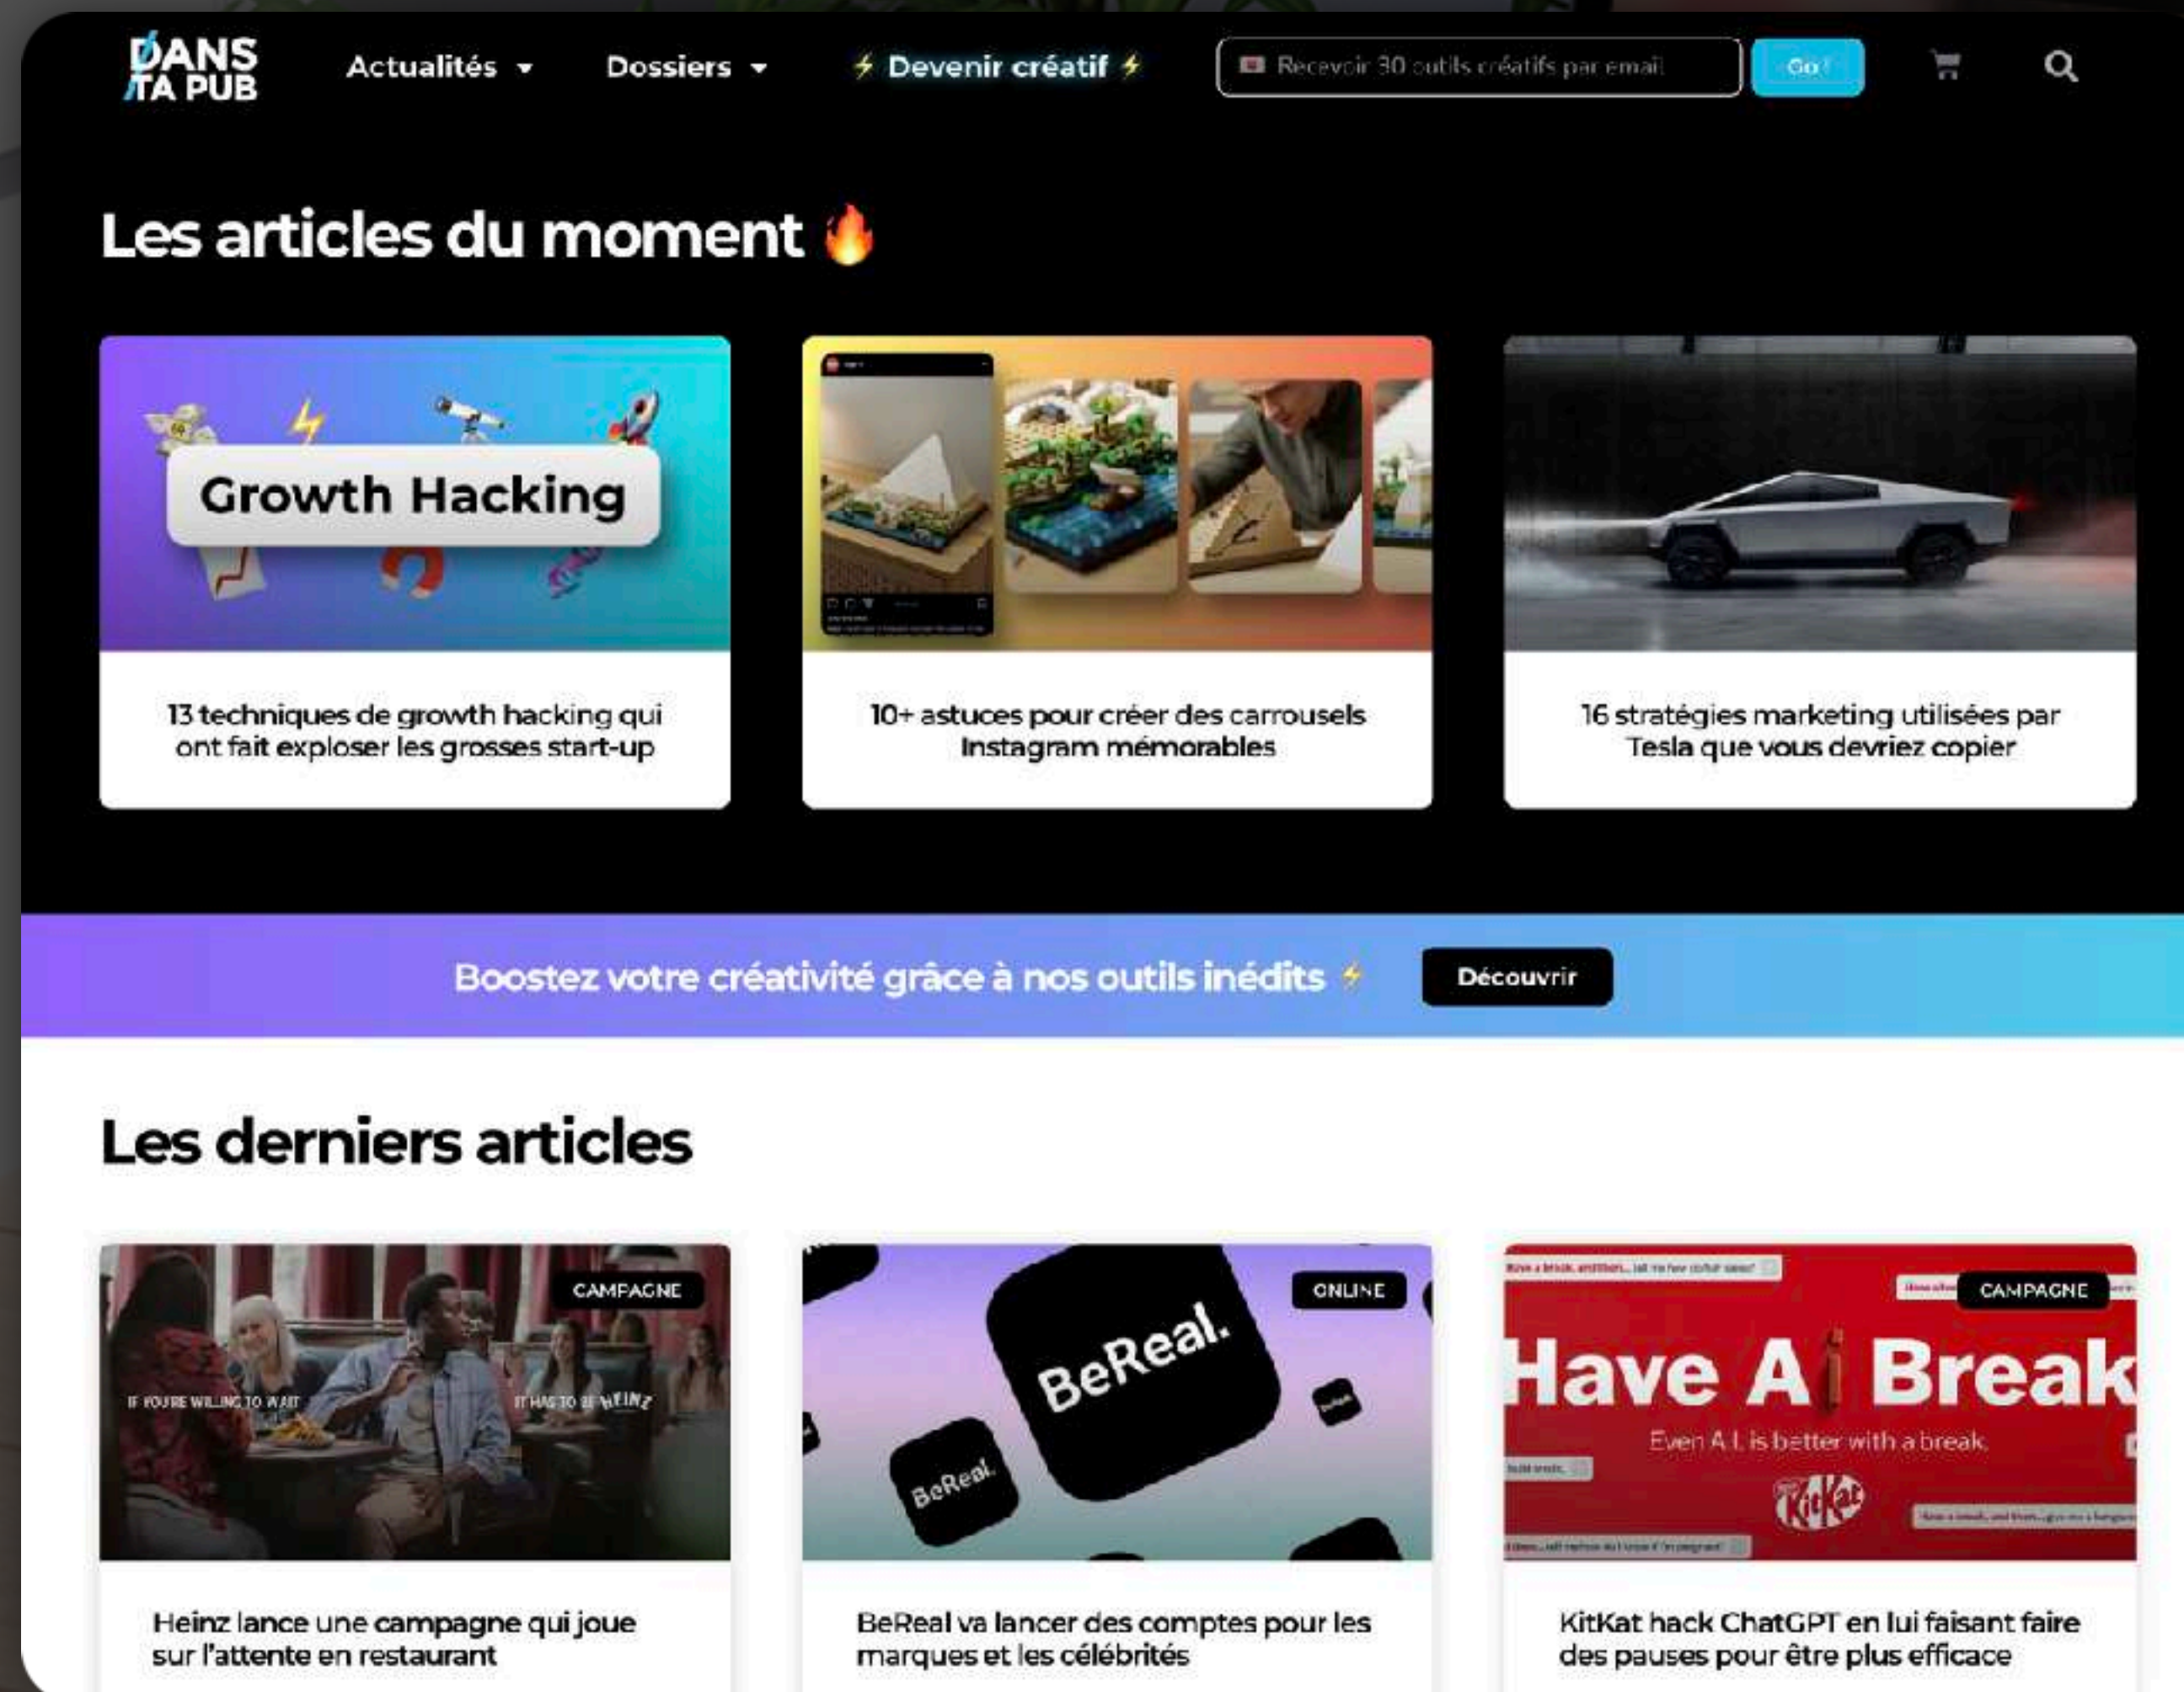 DANS
TA PUB
Actualités
Dossiers
⚡ Devenir créatif ⚡
Recevoir 30 outils créatifs par email
Go !
Les articles du moment 🔥
Growth Hacking
13 techniques de growth hacking qui
ont fait exploser les grosses start-up
10+ astuces pour créer des carrousels
Instagram mémorables
16 stratégies marketing utilisées par
Tesla que vous devriez copier
Boostez votre créativité grâce à nos outils inédits ⚡
Découvrir
Les derniers articles
CAMPAGNE
IF YOU'RE WILLING TO WAIT
IT HAS TO BE HEINZ
Heinz lance une campagne qui joue
sur l'attente en restaurant
ONLINE
BeReal.
BeReal.
BeReal va lancer des comptes pour les
marques et les célébrités
CAMPAGNE
Have A Break
Even A.I. is better with a break.
KitKat
KitKat hack ChatGPT en lui faisant faire
des pauses pour être plus efficace